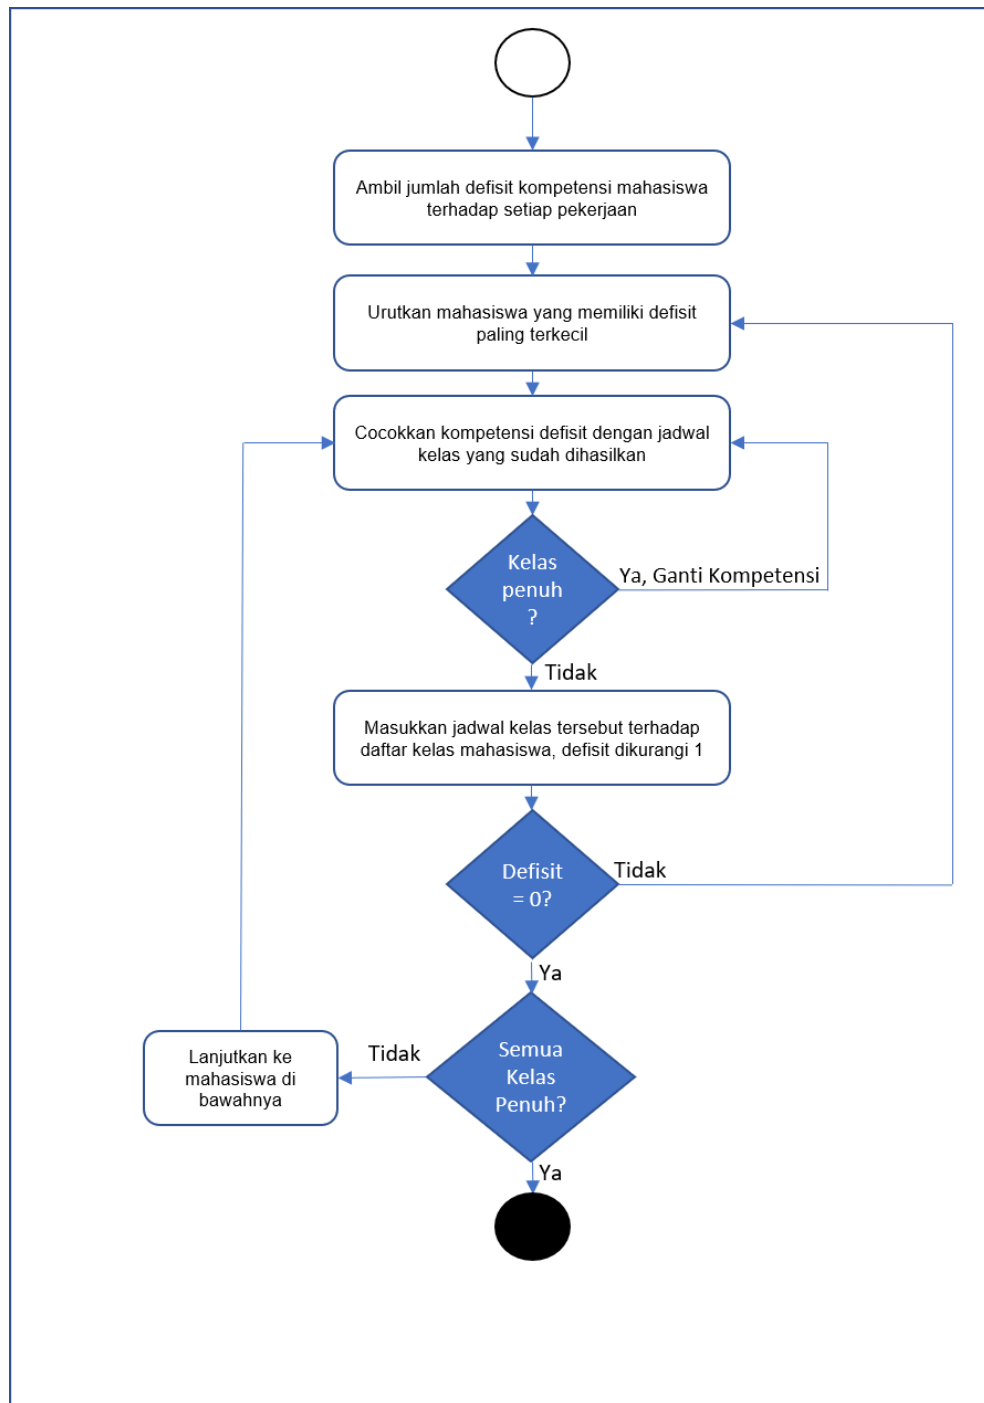 Ambil jumlah defisit kompetensi mahasiswa
terhadap setiap pekerjaan
Urutkan mahasiswa yang memiliki defisit
paling terkecil
Cocokkan kompetensi defisit dengan jadwal
kelas yang sudah dihasilkan
Kelas
penuh
?
Ya, Ganti Kompetensi
Tidak
Masukkan jadwal kelas tersebut terhadap
daftar kelas mahasiswa, defisit dikurangi 1
Defisit
= 0?
Tidak
Ya
Semua
Kelas
Penuh?
Tidak
Lanjutkan ke
mahasiswa di
bawahnya
Ya